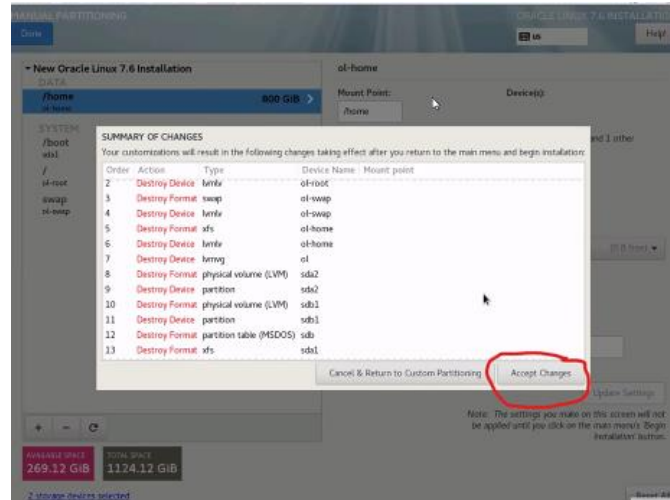 MANUAL PARTITIONING
ORACLE LINUX 7.6 INSTALLATION
Done
us
Help!
New Oracle Linux 7.6 Installation
DATA
/home
ol-home
800 GiB
SYSTEM
/boot
/
ol-root
swap
ol-swap
ol-home
Mount Point:
/home
Device(s):
and 1 other
SUMMARY OF CHANGES
Your customizations will result in the following changes taking effect after you return to the main menu and begin installation:
Order Action Type Device Name Mount point
2 Destroy Device lvmlv ol-root
3 Destroy Format swap ol-swap
4 Destroy Device lvmlv ol-swap
5 Destroy Format xfs ol-home
6 Destroy Device lvmlv ol-home
7 Destroy Device lvmvg ol
8 Destroy Format physical volume (LVM) sda2
9 Destroy Device partition sda2
10 Destroy Format physical volume (LVM) sdb1
11 Destroy Device partition sdb1
12 Destroy Format partition table (MSDOS) sdb
13 Destroy Format xfs sda1
Cancel & Return to Custom Partitioning
Accept Changes
Update Settings
Note: The settings you make on this screen will not
be applied until you click on the main menu's 'Begin
Installation' button.
+ -
AVAILABLE SPACE
269.12 GiB
TOTAL SPACE
1124.12 GiB
2 storage devices selected
Reset All